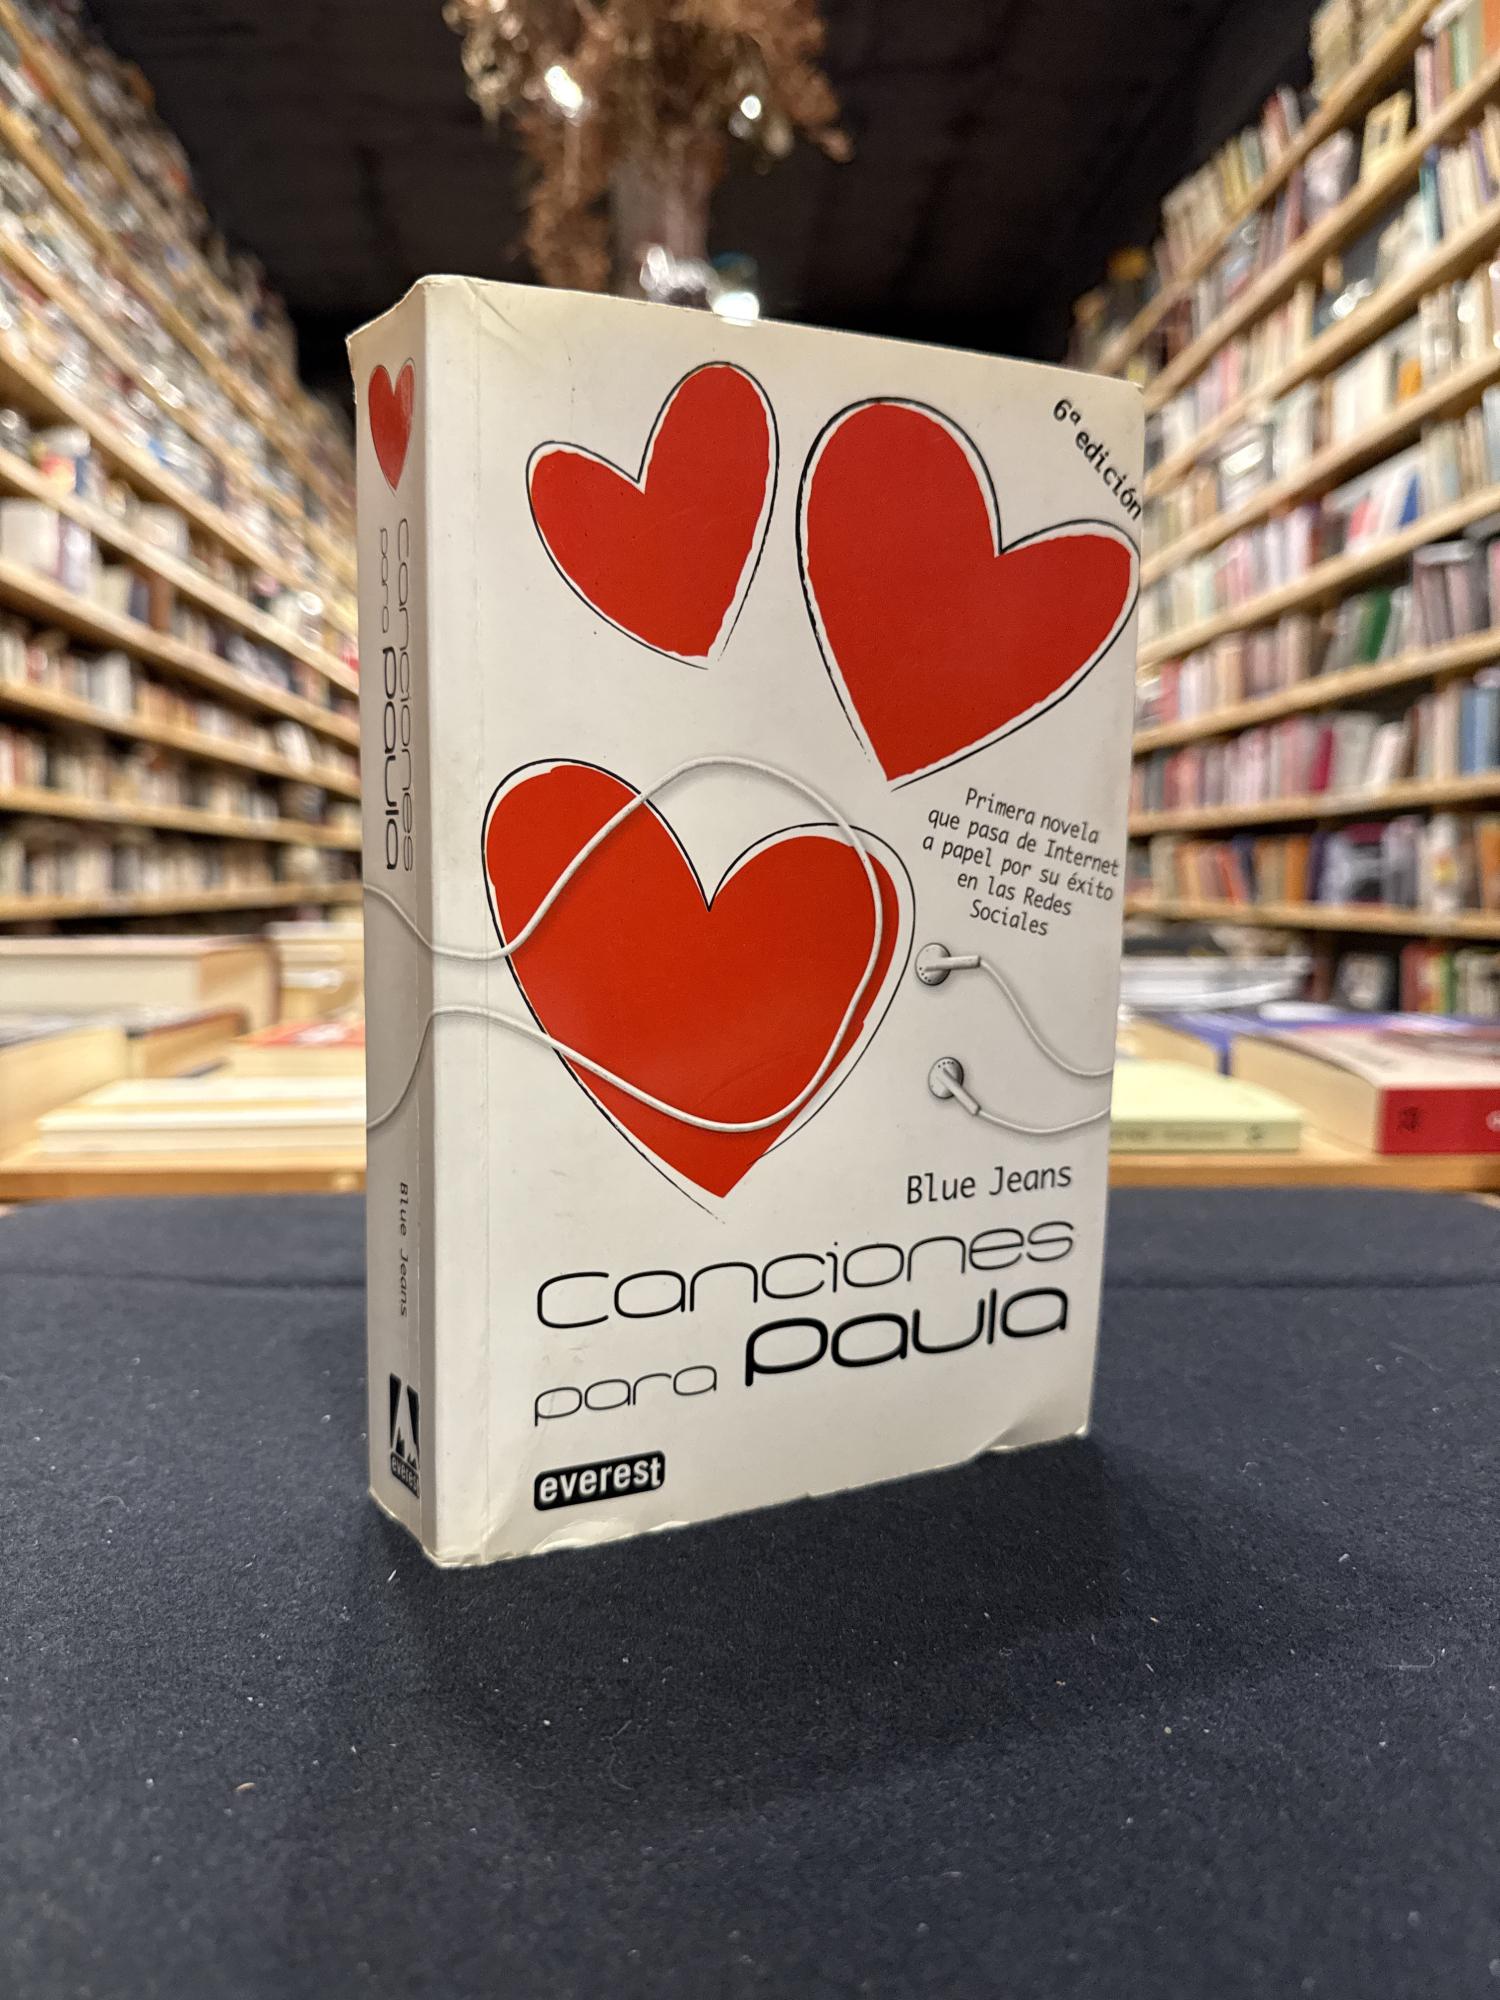 6ª edición
Primera novela
que pasa de Internet
a papel por su éxito
en las Redes
Sociales
Blue Jeans
canciones
para paula
everest
canciones
para paula
Blue Jeans
everest